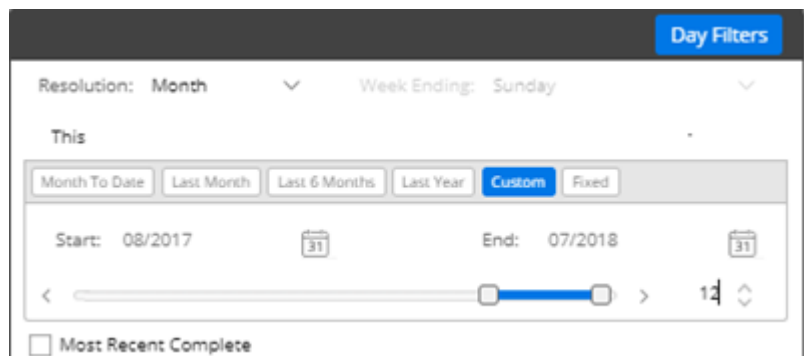 Day Filters
Resolution: Month Week Ending: Sunday
This
Month To Date Last Month Last 6 Months Last Year Custom Fixed
Start: 08/2017 31 End: 07/2018 31
12
Most Recent Complete